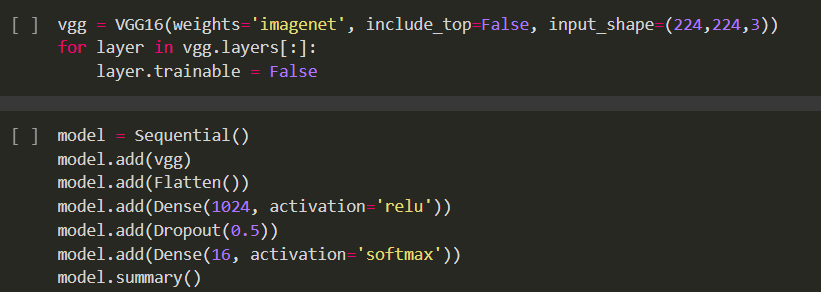 [ ] vgg = VGG16(weights='imagenet', include_top=False, input_shape=(224,224,3))
for layer in vgg.layers[:]:
    layer.trainable = False
[ ] model = Sequential()
model.add(vgg)
model.add(Flatten())
model.add(Dense(1024, activation='relu'))
model.add(Dropout(0.5))
model.add(Dense(16, activation='softmax'))
model.summary()